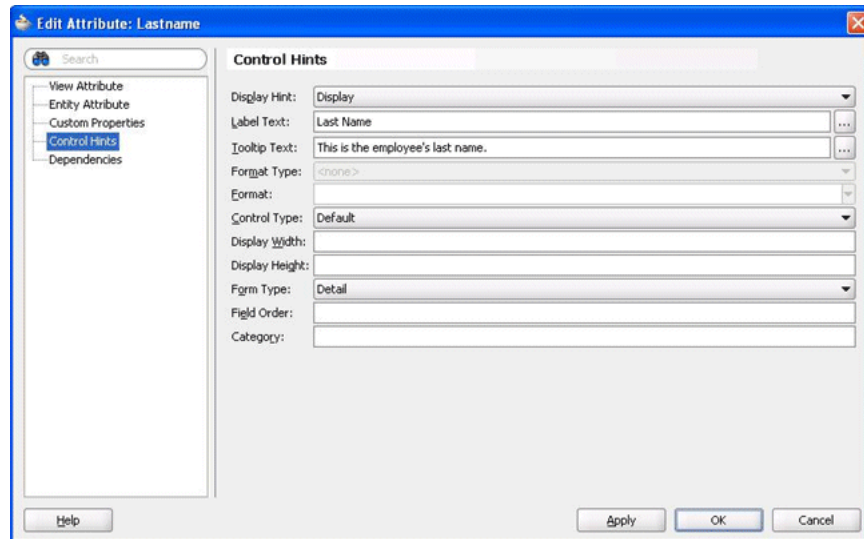 Edit Attribute: Lastname
Search
View Attribute
Entity Attribute
Custom Properties
Control Hints
Dependencies
Control Hints
Display Hint: Display
Label Text: Last Name ...
Tooltip Text: This is the employee's last name. ...
Format Type: <none>
Format:
Control Type: Default
Display Width:
Display Height:
Form Type: Detail
Field Order:
Category:
Help Apply OK Cancel